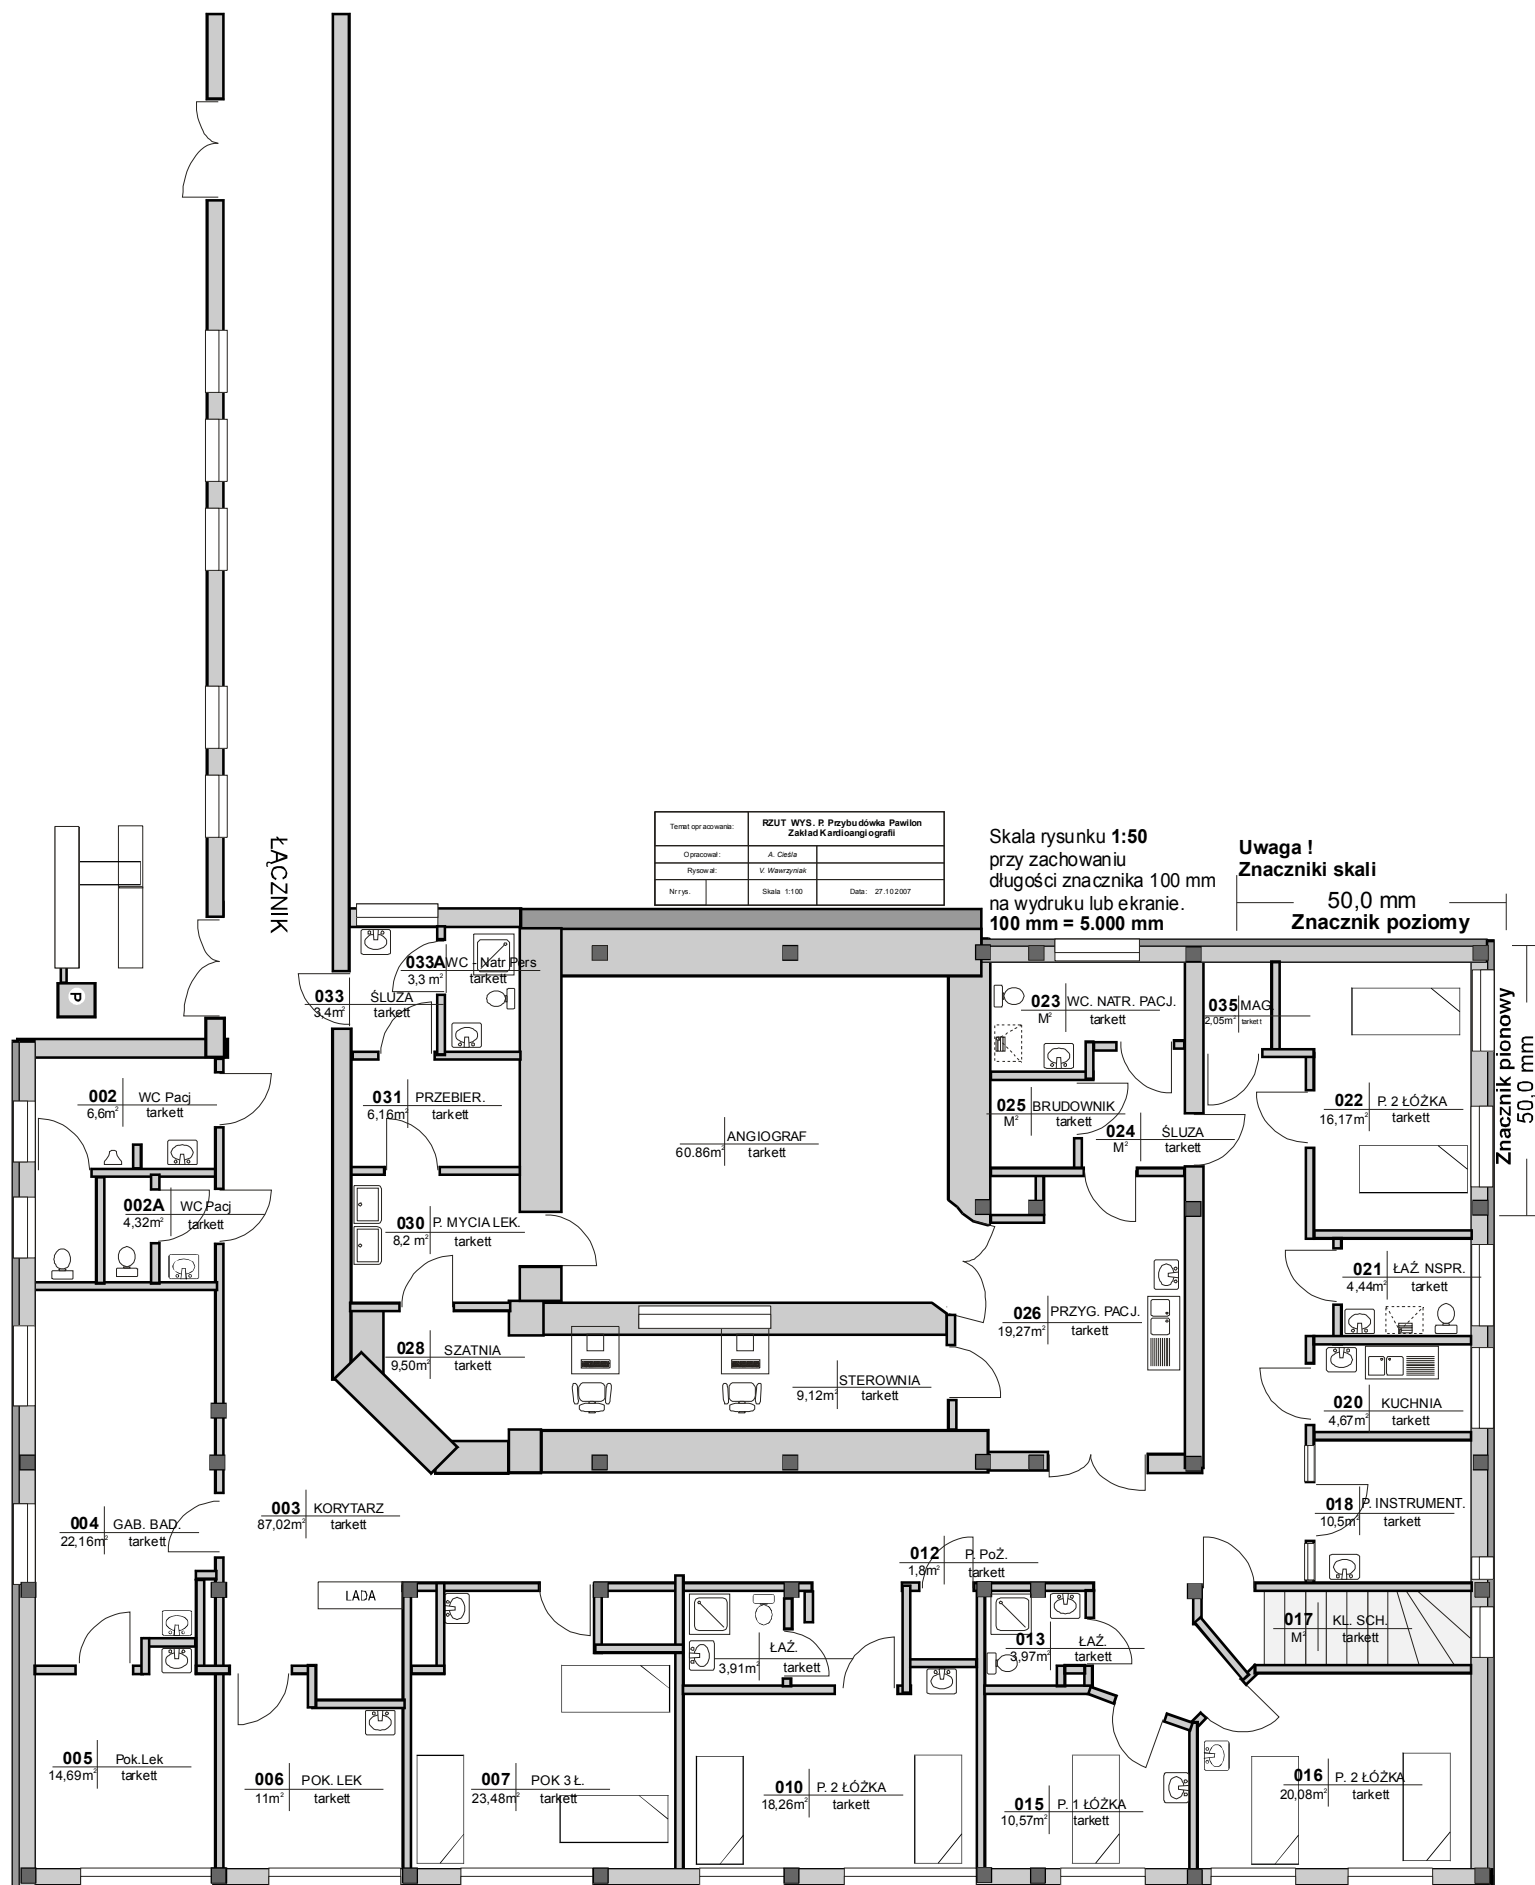 ŁĄCZNIK
P
Temat opracowania:
RZUT WYS. P. Przybudówka Pawilon
Zakład Kardioangiografii
Opracował:
A. Cieśla
Rysował:
V. Wawrzyniak
Nr rys.
Skala 1:100
Data: 27.10.2007
Skala rysunku 1:50
przy zachowaniu
długości znacznika 100 mm
na wydruku lub ekranie.
100 mm = 5.000 mm
Uwaga !
Znaczniki skali
50,0 mm
Znacznik poziomy
Znacznik pionowy
50,0 mm
033A WC - Natr Pers
3,3 m² tarkett
033 ŚLUZA
3,4m² tarkett
023 WC. NATR. PACJ.
M² tarkett
035 MAG.
2,05m² tarkett
002 WC Pacj
6,6m² tarkett
031 PRZEBIER.
6,16m² tarkett
025 BRUDOWNIK
M² tarkett
024 ŚLUZA
M² tarkett
022 P. 2 ŁÓŻKA
16,17m² tarkett
ANGIOGRAF
60.86m² tarkett
002A WC Pacj
4,32m² tarkett
030 P. MYCIA LEK.
8,2 m² tarkett
021 ŁAŻ NSPR.
4,44m² tarkett
026 PRZYG. PACJ.
19,27m² tarkett
028 SZATNIA
9,50m² tarkett
STEROWNIA
9,12m² tarkett
020 KUCHNIA
4,67m² tarkett
003 KORYTARZ
87,02m² tarkett
004 GAB. BAD.
22,16m² tarkett
018 P. INSTRUMENT.
10,5m² tarkett
012 P. PoŻ.
1,8m² tarkett
LADA
017 KL. SCH.
M² tarkett
ŁAŻ.
3,91m² tarkett
013 ŁAŻ.
3,97m² tarkett
005 Pok.Lek
14,69m² tarkett
006 POK. LEK
11m² tarkett
007 POK 3 Ł.
23,48m² tarkett
010 P. 2 ŁÓŻKA
18,26m² tarkett
015 P. 1 ŁÓŻKA
10,57m² tarkett
016 P. 2 ŁÓŻKA
20,08m² tarkett